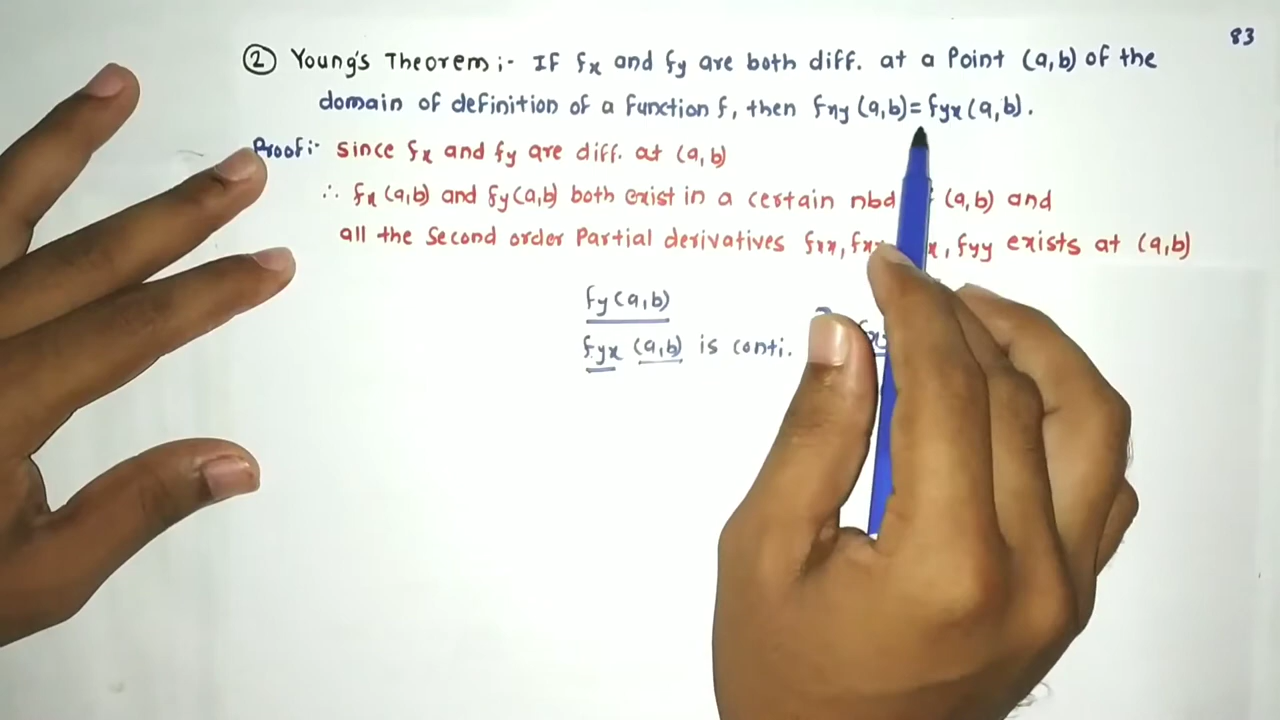 83
② Young's Theorem :- IF fx and fy are both diff. at a Point (a,b) of the
domain of definition of a function f, then fxy (a,b) = fyx (a,b).
Proof :- since fx and fy are diff. at (a,b)
∴ fx (a,b) and fy (a,b) both exist in a certain nbd (a,b) and
all the Second order Partial derivatives fxx, , fyy exists at (a,b)
fy (a,b)
fyx (a,b) is conti.